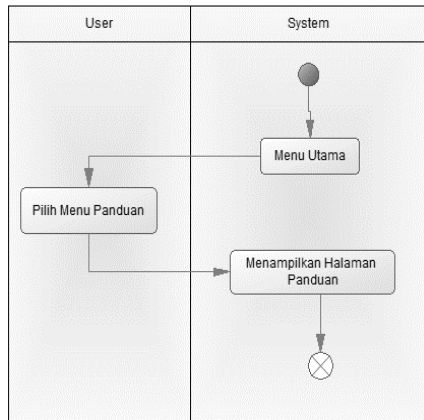 User
System
Menu Utama
Pilih Menu Panduan
Menampilkan Halaman
Panduan